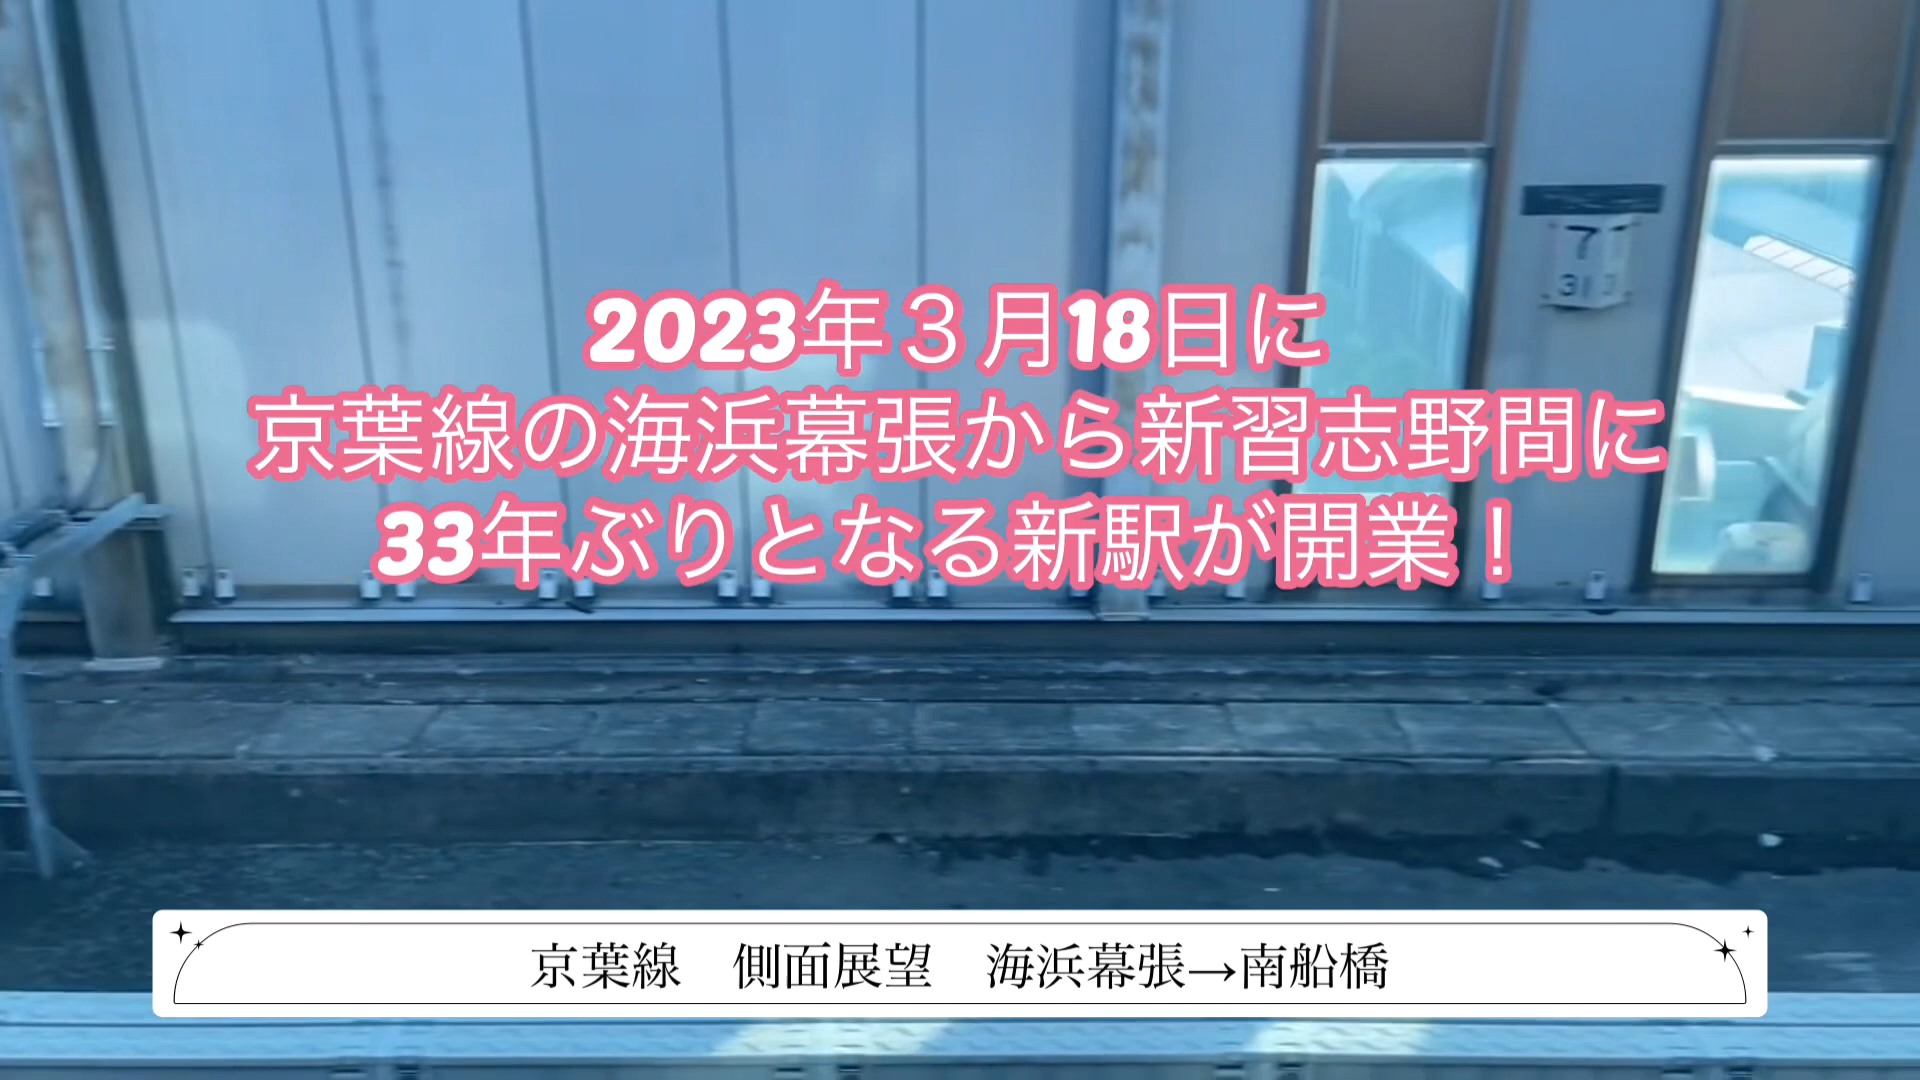 2023年３月18日に
京葉線の海浜幕張から新習志野間に
33年ぶりとなる新駅が開業！
京葉線　側面展望　海浜幕張→南船橋